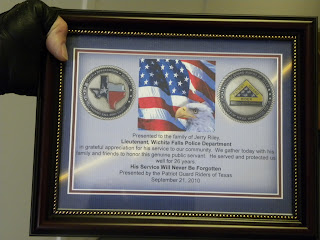 Presented to the family of Jerry Riley
Lieutenant, Wichita Falls Police Department
in grateful appreciation for his service to our community. We gather today with his
family and friends to honor this genuine public servant. He served and protected us
well for 26 years.
His Service Will Never Be Forgotten
Presented by the Patriot Guard Riders of Texas
September 21, 2010